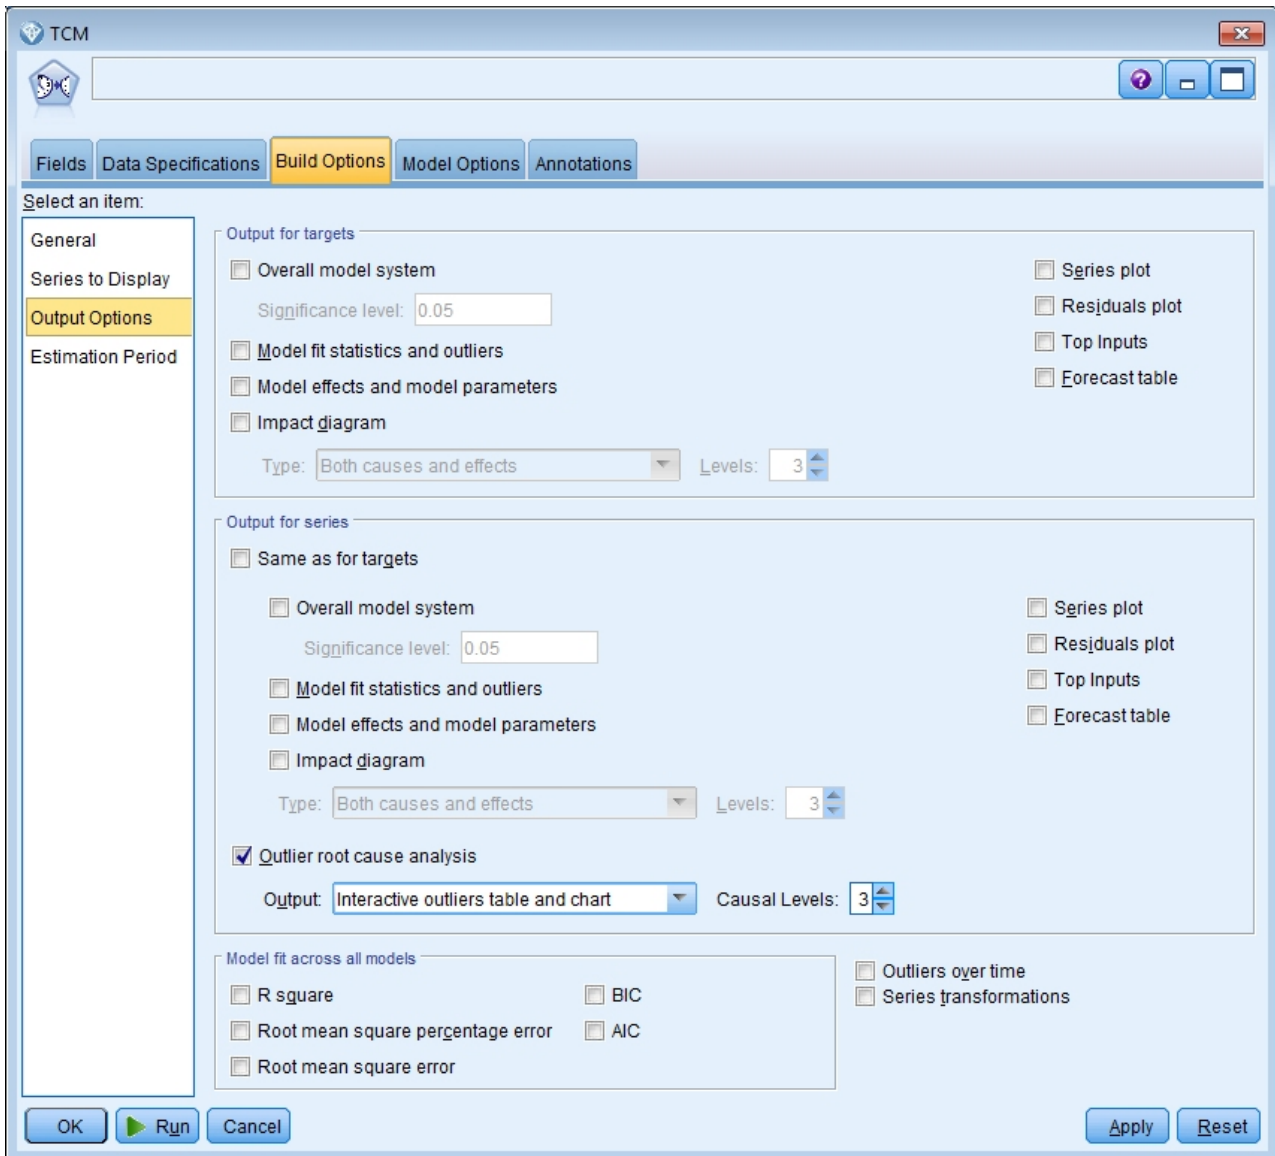 TCM
Fields Data Specifications Build Options Model Options Annotations
Select an item:
General
Series to Display
Output Options
Estimation Period
Output for targets
Overall model system
Significance level: 0.05
Model fit statistics and outliers
Model effects and model parameters
Impact diagram
Type: Both causes and effects Levels: 3
Series plot
Residuals plot
Top Inputs
Forecast table
Output for series
Same as for targets
Overall model system
Significance level: 0.05
Model fit statistics and outliers
Model effects and model parameters
Impact diagram
Type: Both causes and effects Levels: 3
Series plot
Residuals plot
Top Inputs
Forecast table
Outlier root cause analysis
Output: Interactive outliers table and chart Causal Levels: 3
Model fit across all models
R square
Root mean square percentage error
Root mean square error
BIC
AIC
Outliers over time
Series transformations
OK Run Cancel Apply Reset